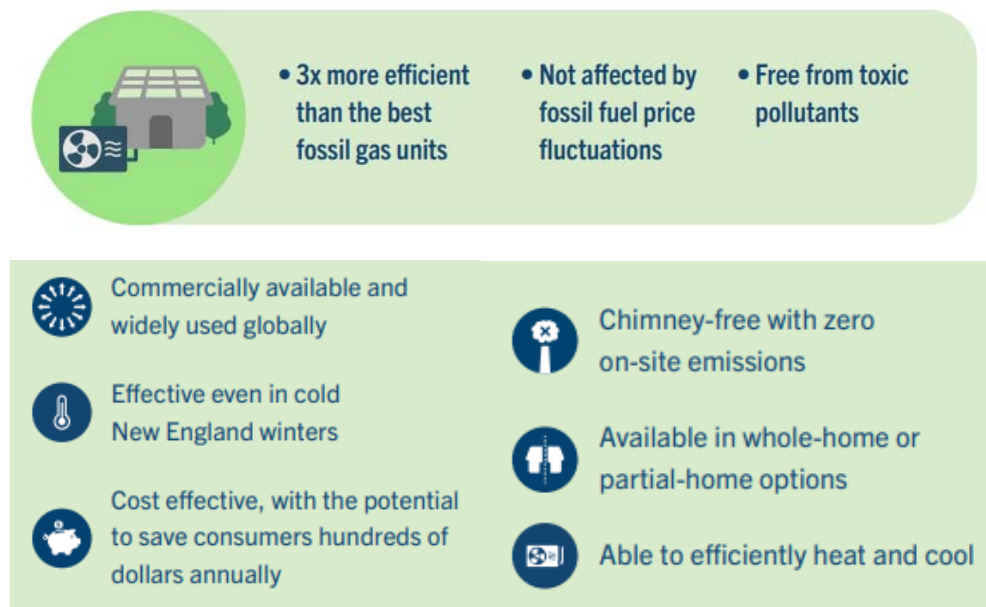 • 3x more efficient
than the best
fossil gas units
• Not affected by
fossil fuel price
fluctuations
• Free from toxic
pollutants
Commercially available and
widely used globally
Effective even in cold
New England winters
Cost effective, with the potential
to save consumers hundreds of
dollars annually
Chimney-free with zero
on-site emissions
Available in whole-home or
partial-home options
Able to efficiently heat and cool